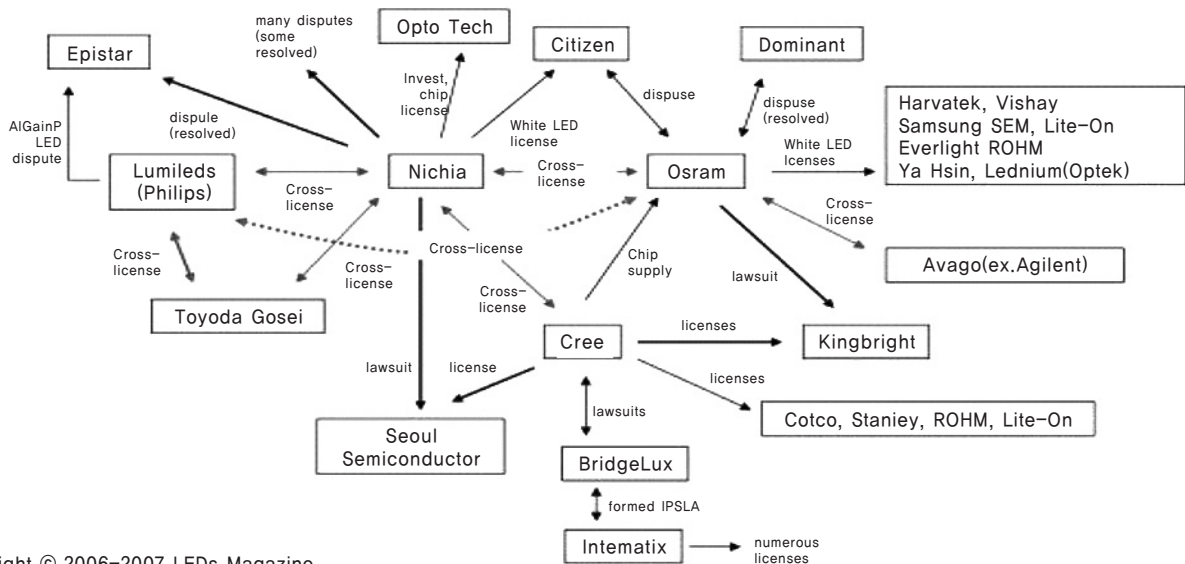 many disputes
(some
resolved)
Opto Tech
Citizen
Dominant
Epistar
Invest,
chip
license
dispuse
dispuse
(resolved)
Harvatek, Vishay
Samsung SEM, Lite-On
Everlight ROHM
Ya Hsin, Lednium(Optek)
AlGainP
LED
dispute
dispule
(resolved)
White LED
license
White LED
lcenses
Lumileds
(Philips)
Nichia
Cross-
license
Osram
Cross-
license
Cross-
license
Cross-
license
Cross-license
Chip
supply
Cross-
license
Avago(ex.Agilent)
lawsuit
Cross-
license
Toyoda Gosei
Cree
licenses
Kingbright
lawsuit
license
licenses
lawsuits
Cotco, Staniey, ROHM, Lite-On
Seoul
Semiconductor
BridgeLux
formed IPSLA
Intematix
numerous
licenses
ight © 2006-2007 LEDs Magazine